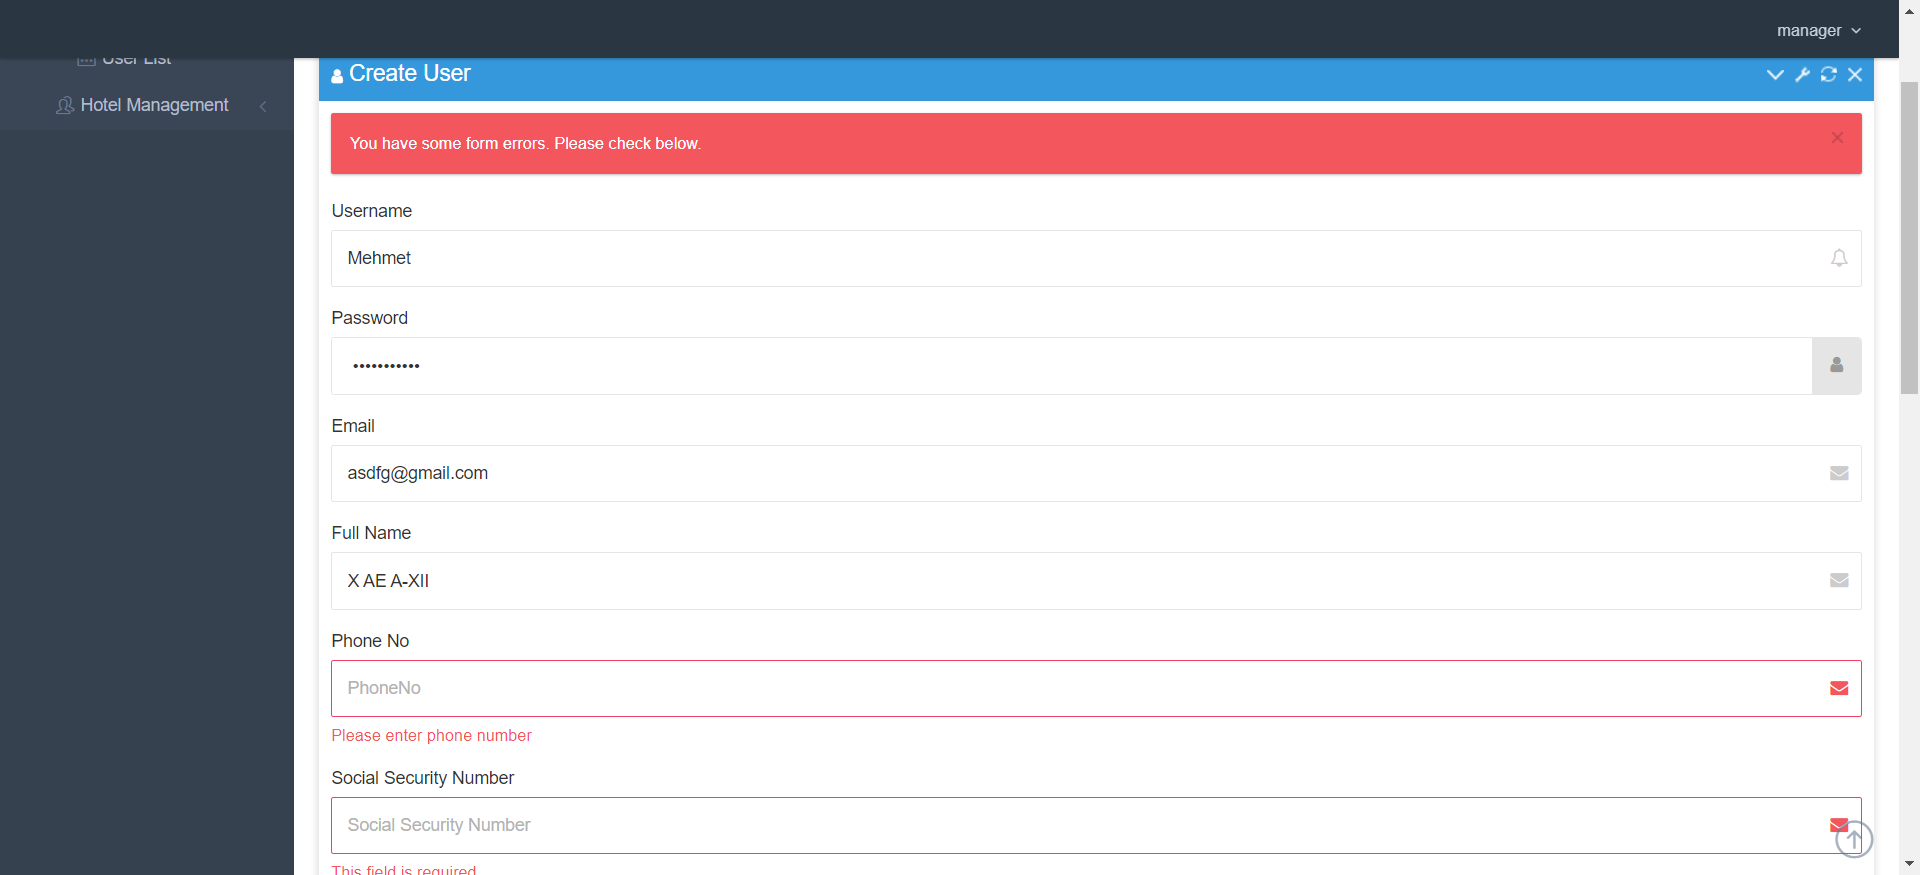 manager
User List
Hotel Management
Create User
You have some form errors. Please check below.
Username
Mehmet
Password
•••••••••••
Email
asdfg@gmail.com
Full Name
X AE A-XII
Phone No
PhoneNo
Please enter phone number
Social Security Number
Social Security Number
This field is required